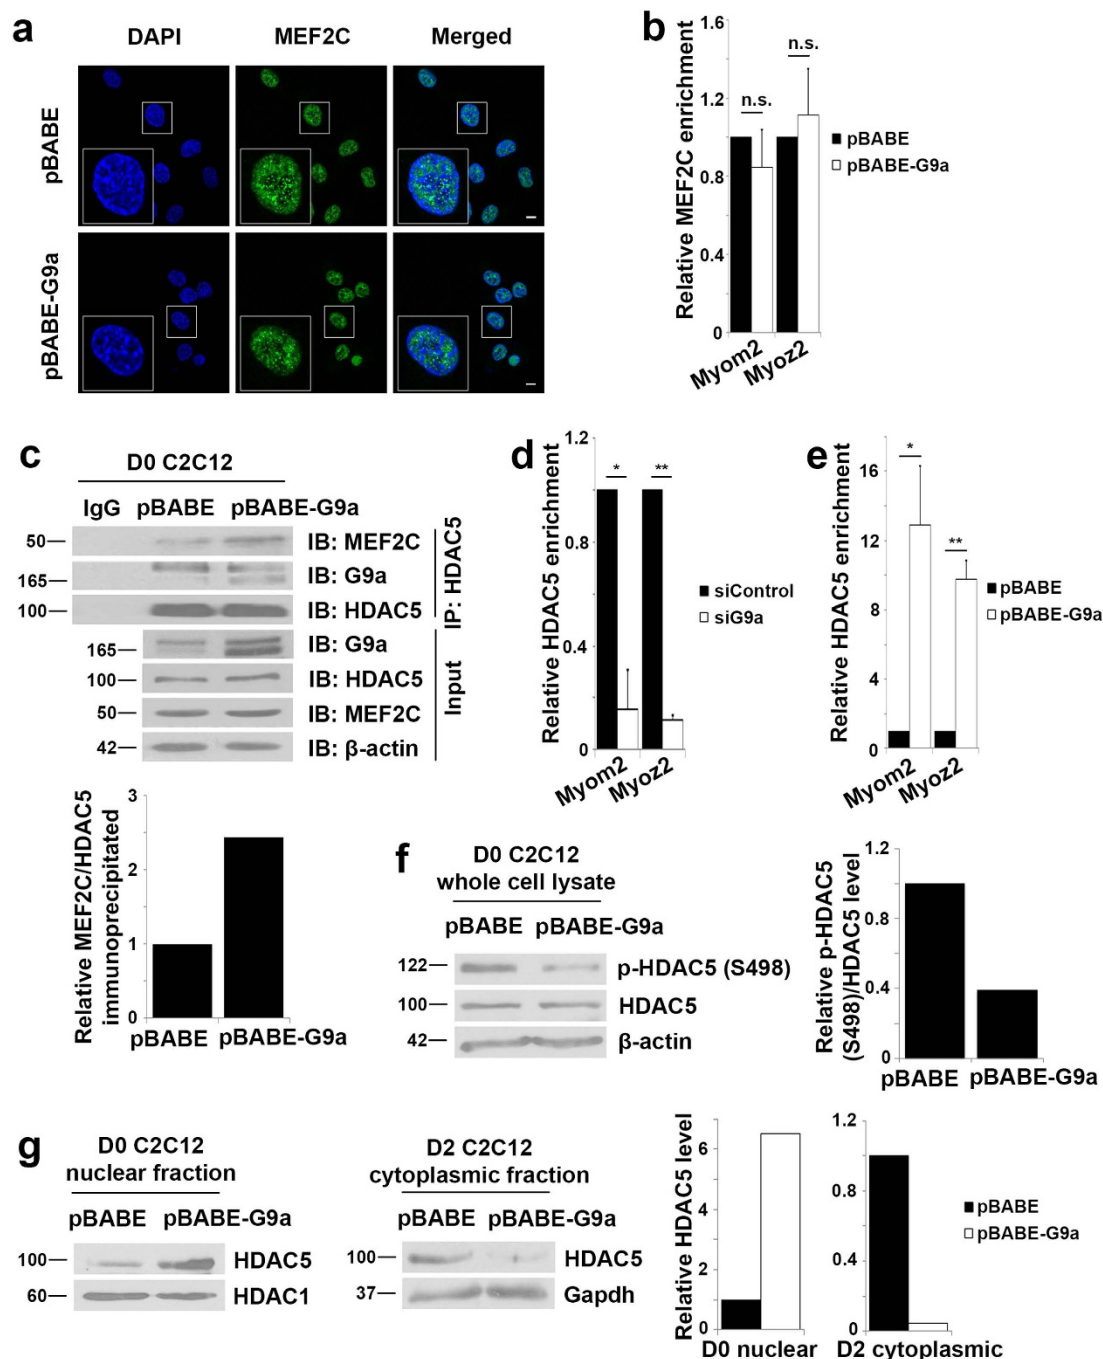 a
DAPI MEF2C Merged
pBABE
pBABE-G9a
b
Relative MEF2C enrichment
1.6
1.2
0.8
0.4
0
n.s.
n.s.
Myom2
Myoz2
pBABE
pBABE-G9a
c
D0 C2C12
IgG pBABE pBABE-G9a
50 IB: MEF2C
165 IB: G9a
100 IB: HDAC5
IP: HDAC5
165 IB: G9a
100 IB: HDAC5
50 IB: MEF2C
42 IB: β-actin
Input
Relative MEF2C/HDAC5
immunoprecipitated
3
2
1
0
pBABE
pBABE-G9a
d
Relative HDAC5 enrichment
1.2
0.8
0.4
0
*
**
Myom2
Myoz2
siControl
siG9a
e
Relative HDAC5 enrichment
16
12
8
4
0
*
**
Myom2
Myoz2
pBABE
pBABE-G9a
f
D0 C2C12
whole cell lysate
pBABE pBABE-G9a
122 p-HDAC5 (S498)
100 HDAC5
42 β-actin
Relative p-HDAC5
(S498)/HDAC5 level
1.2
0.8
0.4
0
pBABE
pBABE-G9a
g
D0 C2C12
nuclear fraction
pBABE pBABE-G9a
100 HDAC5
60 HDAC1
D2 C2C12
cytoplasmic fraction
pBABE pBABE-G9a
100 HDAC5
37 Gapdh
Relative HDAC5 level
6
4
2
0
D0 nuclear
1.2
0.8
0.4
0
D2 cytoplasmic
pBABE
pBABE-G9a